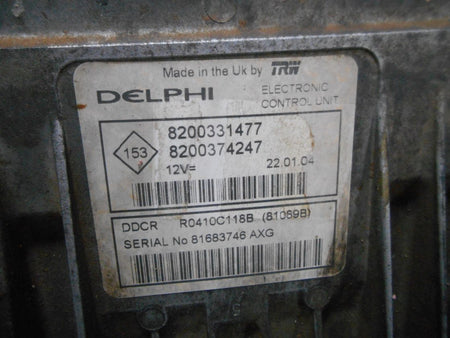 Made in the Uk by TRW
DELPHI
ELECTRONIC
CONTROL UNIT
153
8200331477
8200374247
12V= 22.01.04
DDCR R0410C118B (81069B)
SERIAL No 81683746 AXG